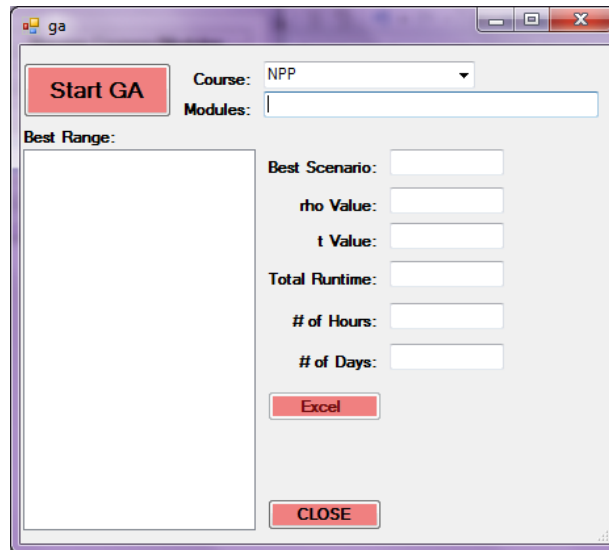 ga
Start GA
Course: NPP
Modules:
Best Range:
Best Scenario:
rho Value:
t Value:
Total Runtime:
# of Hours:
# of Days:
Excel
CLOSE